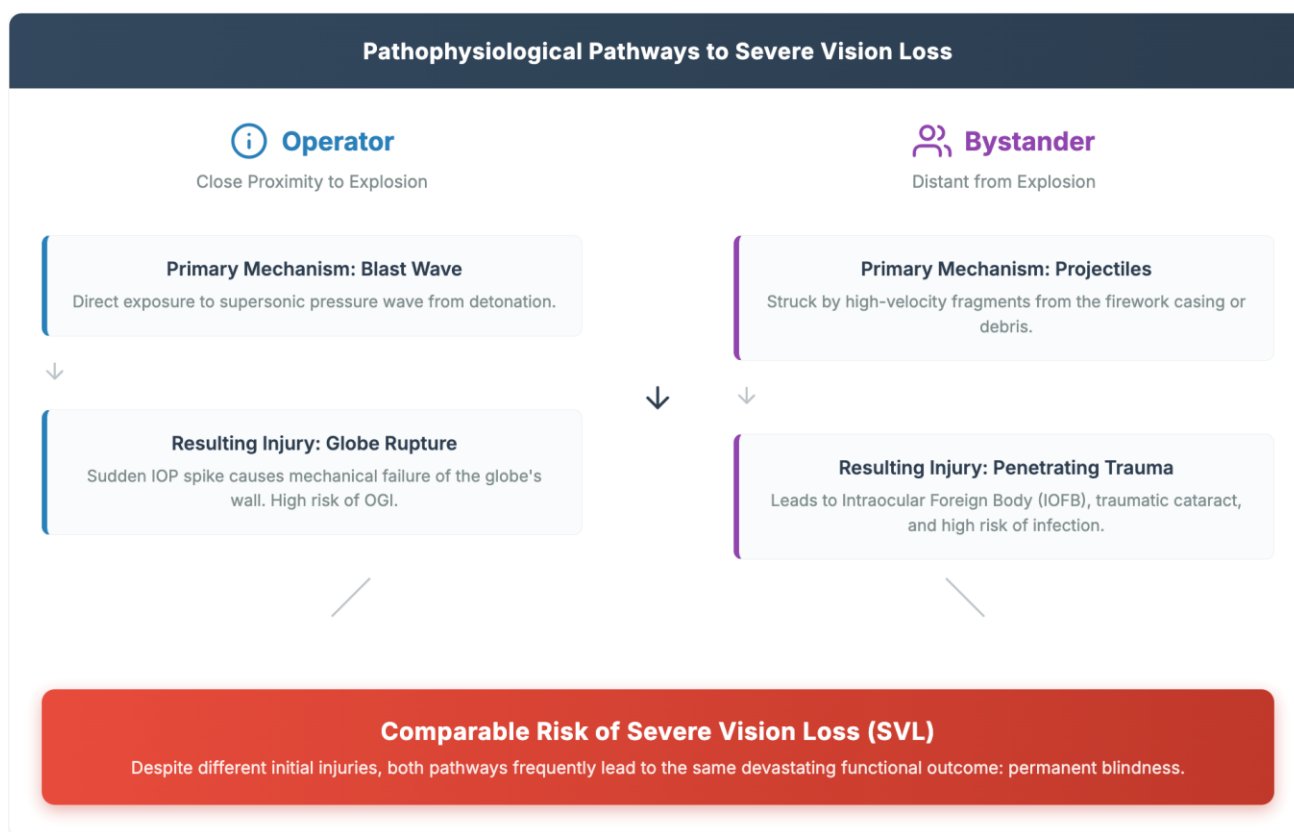 Pathophysiological Pathways to Severe Vision Loss
Operator
Close Proximity to Explosion
Primary Mechanism: Blast Wave
Direct exposure to supersonic pressure wave from detonation.
Resulting Injury: Globe Rupture
Sudden IOP spike causes mechanical failure of the globe's
wall. High risk of OGI.
Bystander
Distant from Explosion
Primary Mechanism: Projectiles
Struck by high-velocity fragments from the firework casing or
debris.
Resulting Injury: Penetrating Trauma
Leads to Intraocular Foreign Body (IOFB), traumatic cataract,
and high risk of infection.
Comparable Risk of Severe Vision Loss (SVL)
Despite different initial injuries, both pathways frequently lead to the same devastating functional outcome: permanent blindness.